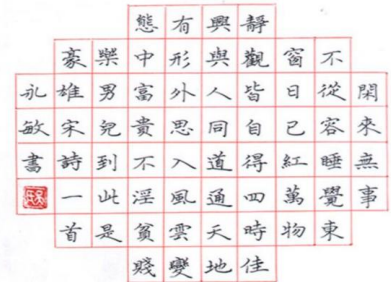 閑來無事
不從容睡覺東
窗日已紅萬物
靜觀皆自得四時佳
興與人同道通天地
有形外思入風雲變
態中富貴不淫貧賤
樂男兒到此是
豪雄宋詩一首
永敏書